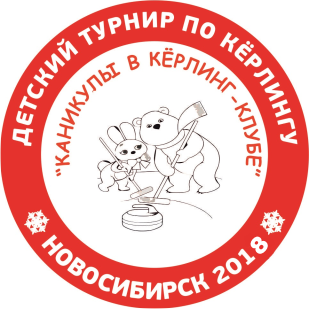 ДЕТСКИЙ ТУРНИР ПО КЁРЛИНГУ
"КАНИКУЛЫ В КЁРЛИНГ-КЛУБЕ"
НОВОСИБИРСК 2018